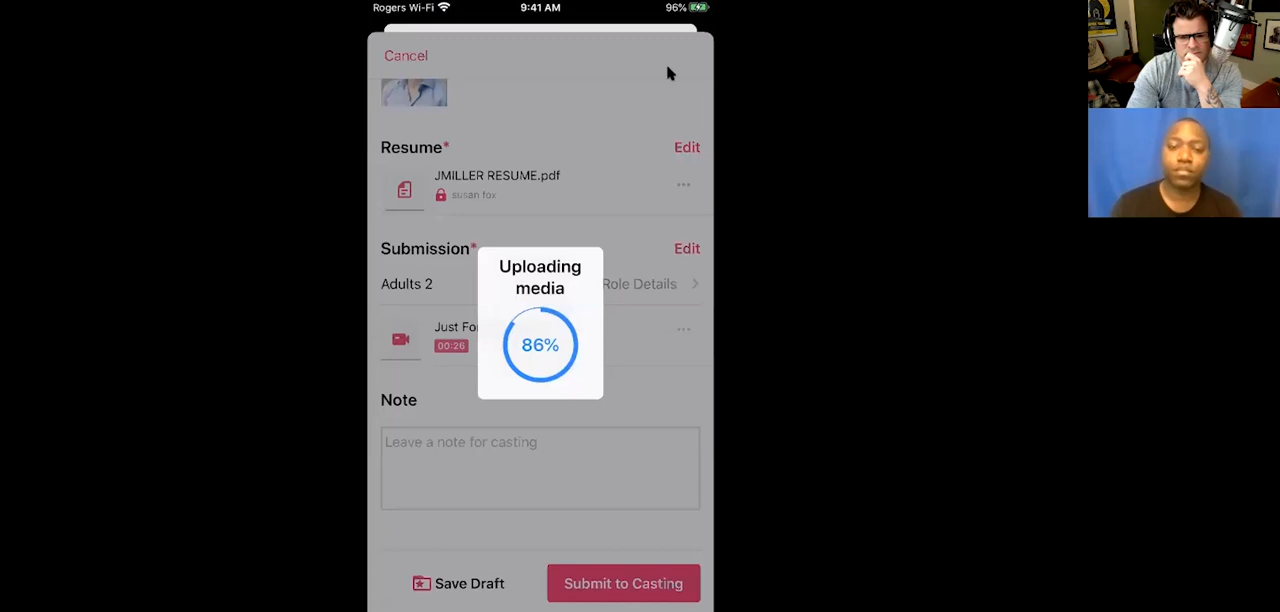 Rogers Wi-Fi 9:41 AM 96%
Cancel
Resume* Edit
JMILLER RESUME.pdf
susan fox
Submission* Edit
Adults 2 Role Details
Just Fo
00:26
Uploading
media
86%
Note
Leave a note for casting
Save Draft Submit to Casting